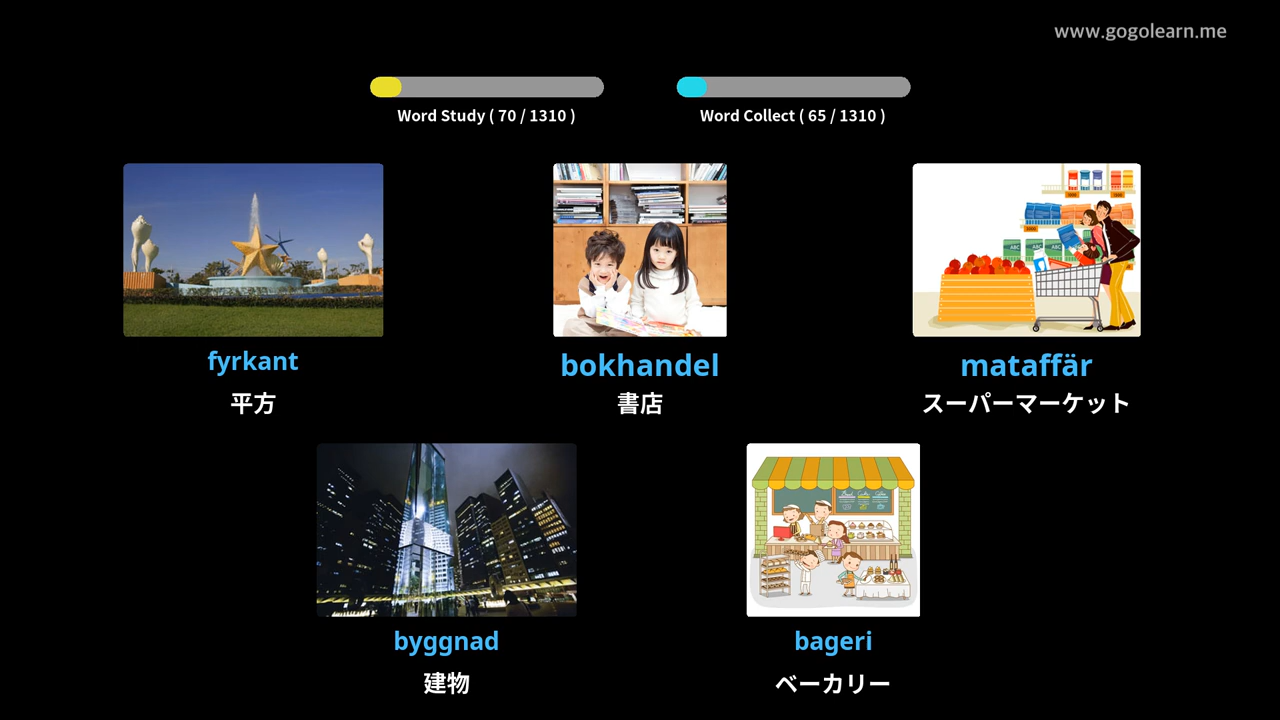 www.gogolearn.me
Word Study ( 70 / 1310 )
Word Collect ( 65 / 1310 )
fyrkant
平方
bokhandel
書店
mataffär
スーパーマーケット
byggnad
建物
bageri
ベーカリー